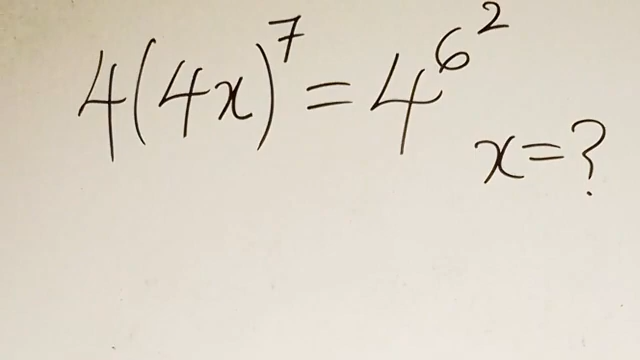 4(4x)⁷ = 4^6^2
x = ?